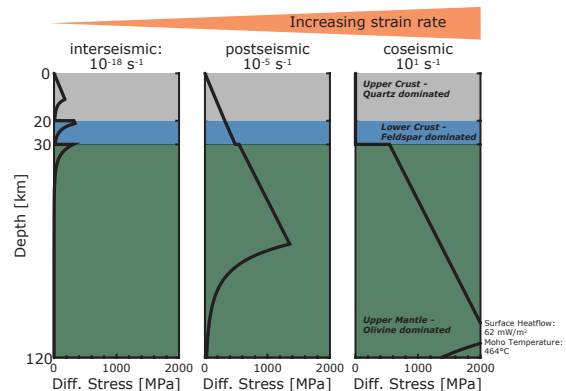 Increasing strain rate
interseismic:
10⁻¹⁸ s⁻¹
postseismic
10⁻⁵ s⁻¹
coseismic
10¹ s⁻¹
0
20
30
120
Depth [km]
Upper Crust –
Quartz dominated
Lower Crust –
Feldspar dominated
Upper Mantle –
Olivine dominated
Surface Heatflow:
62 mW/m²
Moho Temperature:
464°C
0 1000 2000
0 1000 2000
0 1000 2000
Diff. Stress [MPa]
Diff. Stress [MPa]
Diff. Stress [MPa]